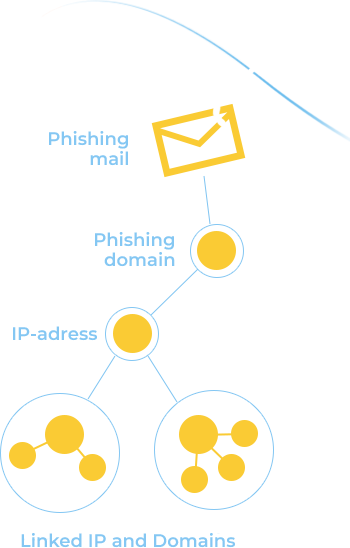 Phishing
mail
Phishing
domain
IP-adress
Linked IP and Domains